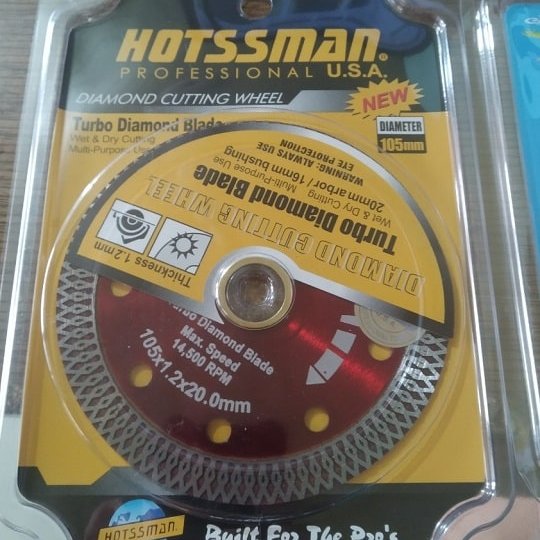 HOTSSMAN®
PROFESSIONAL U.S.A.
DIAMOND CUTTING WHEEL
NEW
Turbo Diamond Blade
Wet & Dry Cutting
Multi-Purpose Use
DIAMETER
105mm
DIAMOND CUTTING WHEEL
Turbo Diamond Blade
Wet & Dry Cutting
Multi-Purpose Use
20mm arbor / 16mm bushing
WARNING: ALWAYS USE
EYE PROTECTION
Thickness 1.2mm
Turbo Diamond Blade
Max. Speed
14,500 RPM
105x1.2x20.0mm
HOTSSMAN
Built For The Pro's